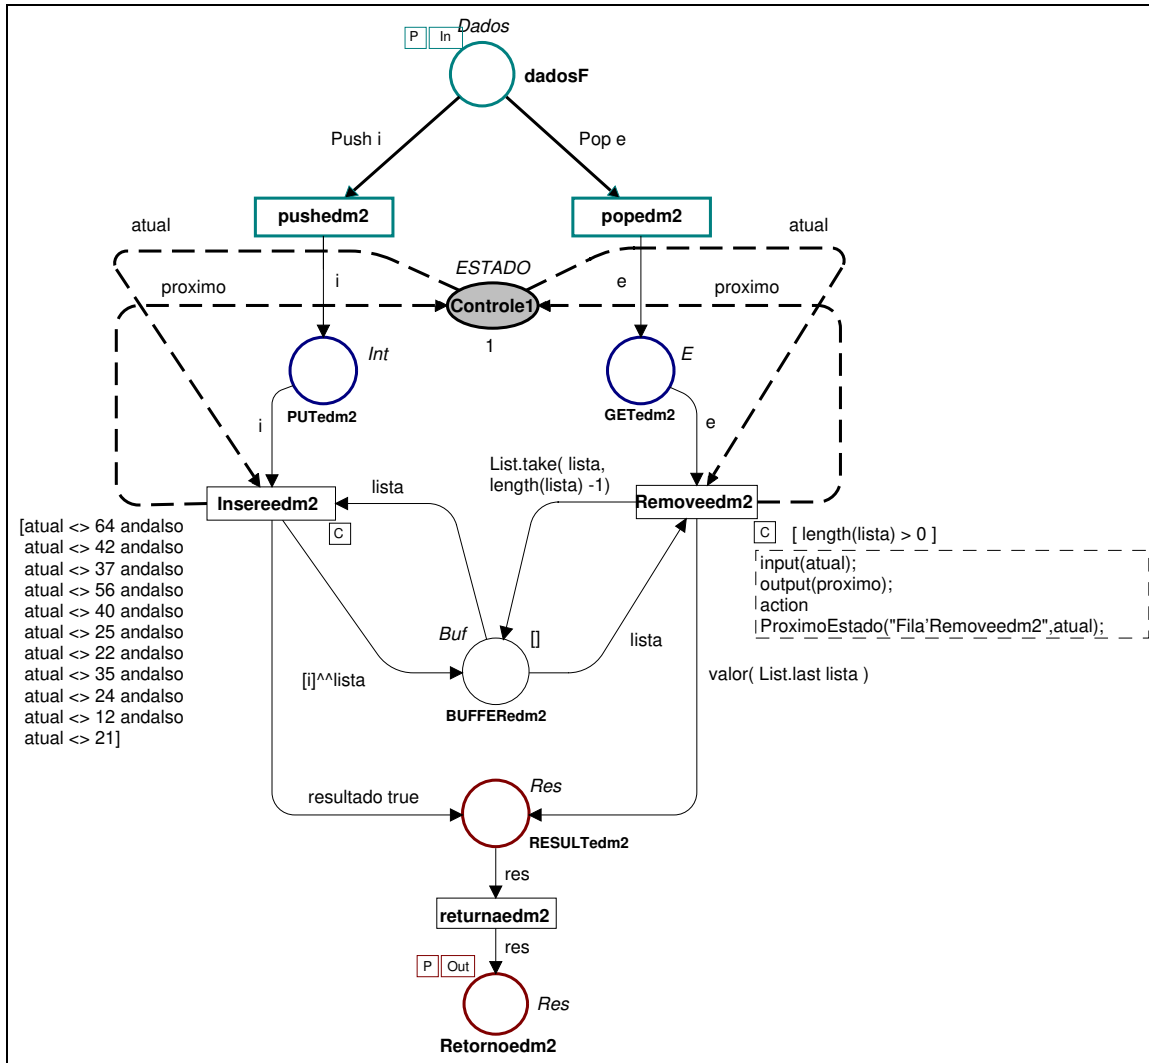 Dados
P In
dadosF
Push i
Pop e
pushedm2
popedm2
atual
atual
ESTADO
i
e
proximo
proximo
Controle1
1
Int
E
PUTedm2
GETedm2
i
e
List.take( lista,
length(lista) -1)
lista
Insereedm2
Removeedm2
C
C
[ length(lista) > 0 ]
[atual <> 64 andalso
atual <> 42 andalso
atual <> 37 andalso
atual <> 56 andalso
atual <> 40 andalso
atual <> 25 andalso
atual <> 22 andalso
atual <> 35 andalso
atual <> 24 andalso
atual <> 12 andalso
atual <> 21]
input(atual);
output(proximo);
action
ProximoEstado("Fila'Removeedm2",atual);
Buf
[]
lista
[i]^^lista
valor( List.last lista )
BUFFERedm2
Res
resultado true
RESULTedm2
res
returnaedm2
res
P Out
Res
Retornoedm2